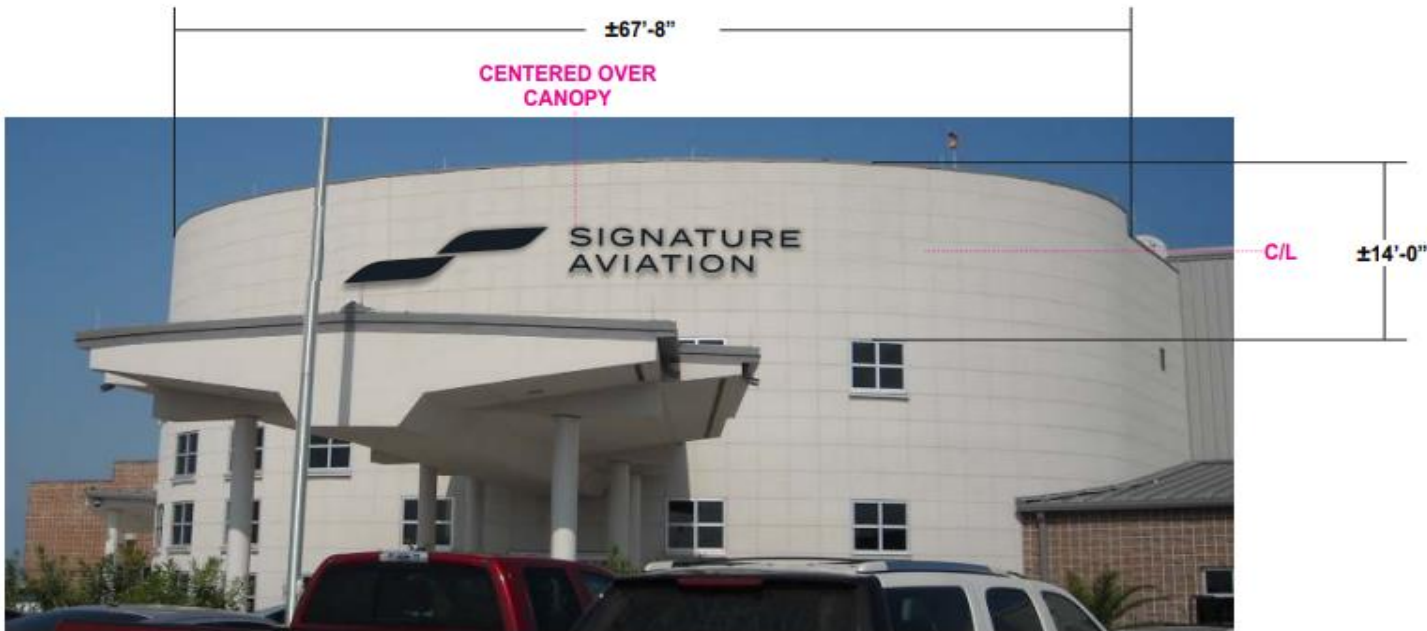 ±67'-8"
CENTERED OVER
CANOPY
SIGNATURE
AVIATION
C/L
±14'-0"